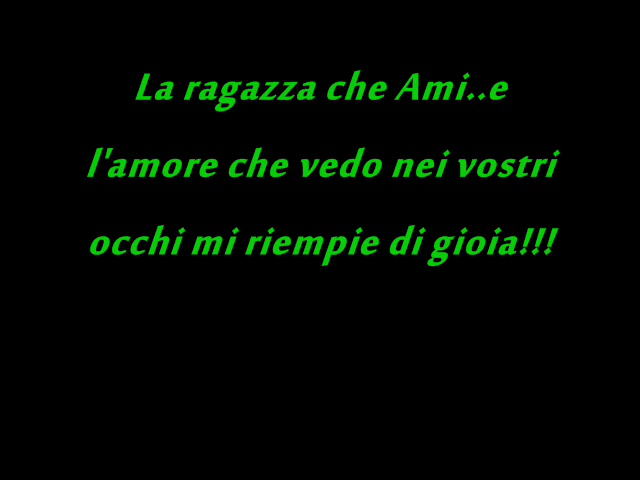 La ragazza che Ami..e
l'amore che vedo nei vostri
occhi mi riempie di gioia!!!